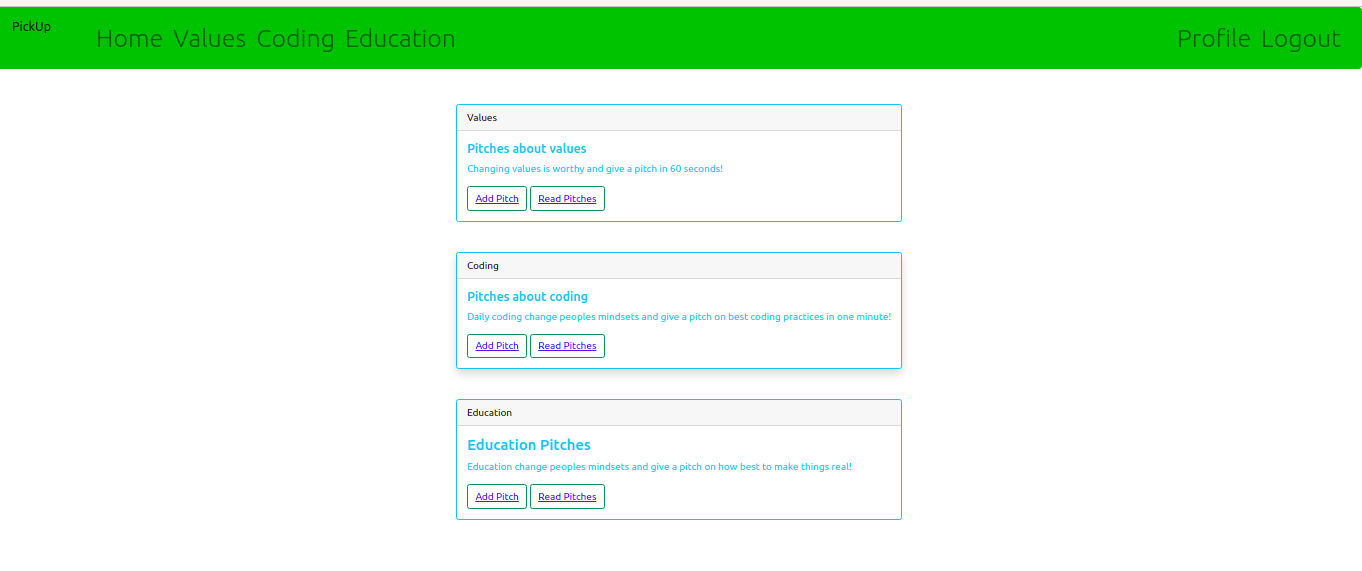 PickUp
Home Values Coding Education
Profile Logout
Values
Pitches about values
Changing values is worthy and give a pitch in 60 seconds!
Add Pitch Read Pitches
Coding
Pitches about coding
Daily coding change peoples mindsets and give a pitch on best coding practices in one minute!
Add Pitch Read Pitches
Education
Education Pitches
Education change peoples mindsets and give a pitch on how best to make things real!
Add Pitch Read Pitches